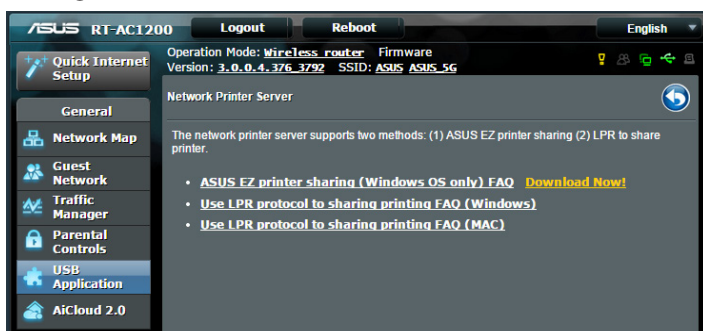 ASUS RT-AC1200 Logout Reboot English
Quick Internet
Setup
Operation Mode: Wireless router Firmware
Version: 3.0.0.4.376_3792 SSID: ASUS ASUS_5G
General
Network Map
Guest
Network
Traffic
Manager
Parental
Controls
USB
Application
AiCloud 2.0
Network Printer Server
The network printer server supports two methods: (1) ASUS EZ printer sharing (2) LPR to share
printer.
• ASUS EZ printer sharing (Windows OS only) FAQ Download Now!
• Use LPR protocol to sharing printing FAQ (Windows)
• Use LPR protocol to sharing printing FAQ (MAC)